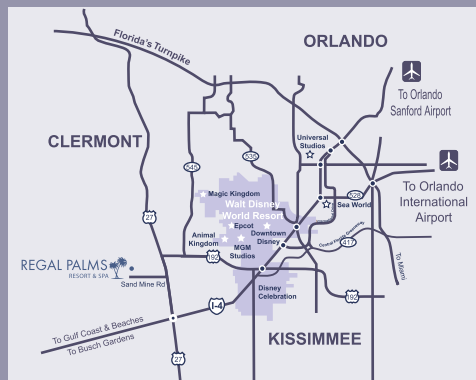 Florida's Turnpike
ORLANDO
To Orlando
Sanford Airport
CLERMONT
Universal
Studios
535
545
To Orlando
International
Airport
Magic Kingdom
Walt Disney
World Resort
528
Sea World
27
Epcot
Downtown
Disney
Animal
Kingdom
MGM
Studios
Central Florida Greeneway
417
192
REGAL PALMS
RESORT & SPA
Sand Mine Rd
To Miami
Disney
Celebration
192
I-4
To Gulf Coast & Beaches
To Busch Gardens
KISSIMMEE
27